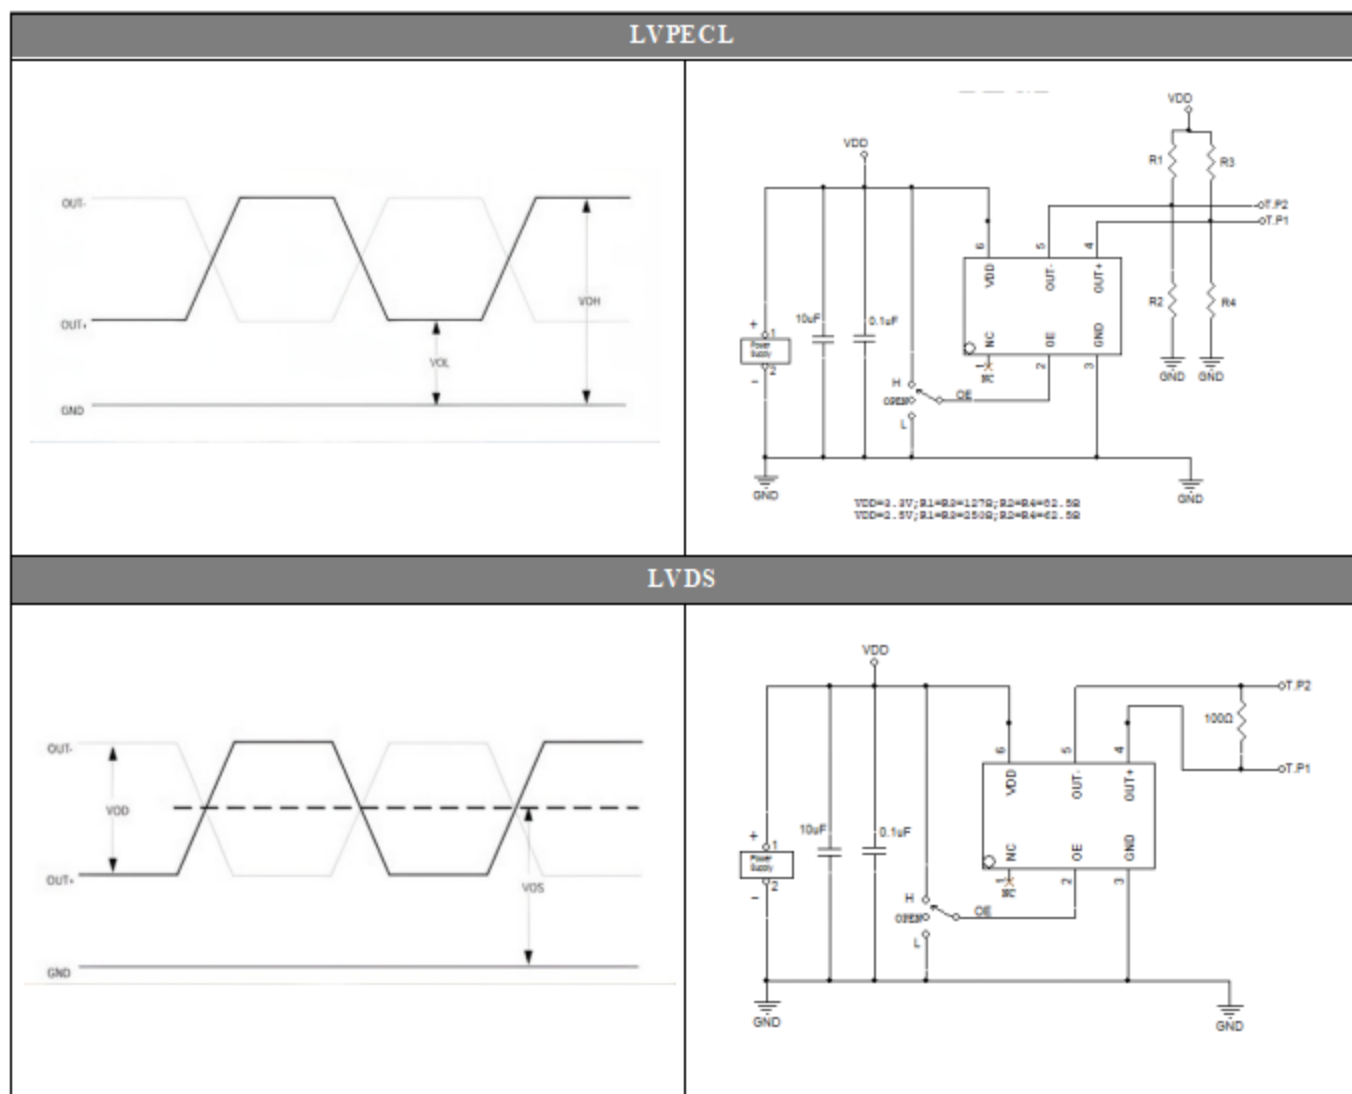 LVPECL
OUT-
OUT+
GND
VOL
VOH
VDD
VDD
R1
R3
T.P2
T.P1
6
5
4
VDD
OUT-
OUT+
R2
R4
10uF
0.1uF
+
1
Power
Supply
2
-
NC
OE
GND
1
2
3
GND
GND
H
OPEN
OE
L
GND
GND
LVDS
OUT-
VOD
OUT+
VOS
GND
VDD
T.P2
100Ω
T.P1
6
5
4
VDD
OUT-
OUT+
10uF
0.1uF
+
1
Power
Supply
2
-
NC
OE
GND
1
2
3
H
OPEN
OE
L
GND
GND